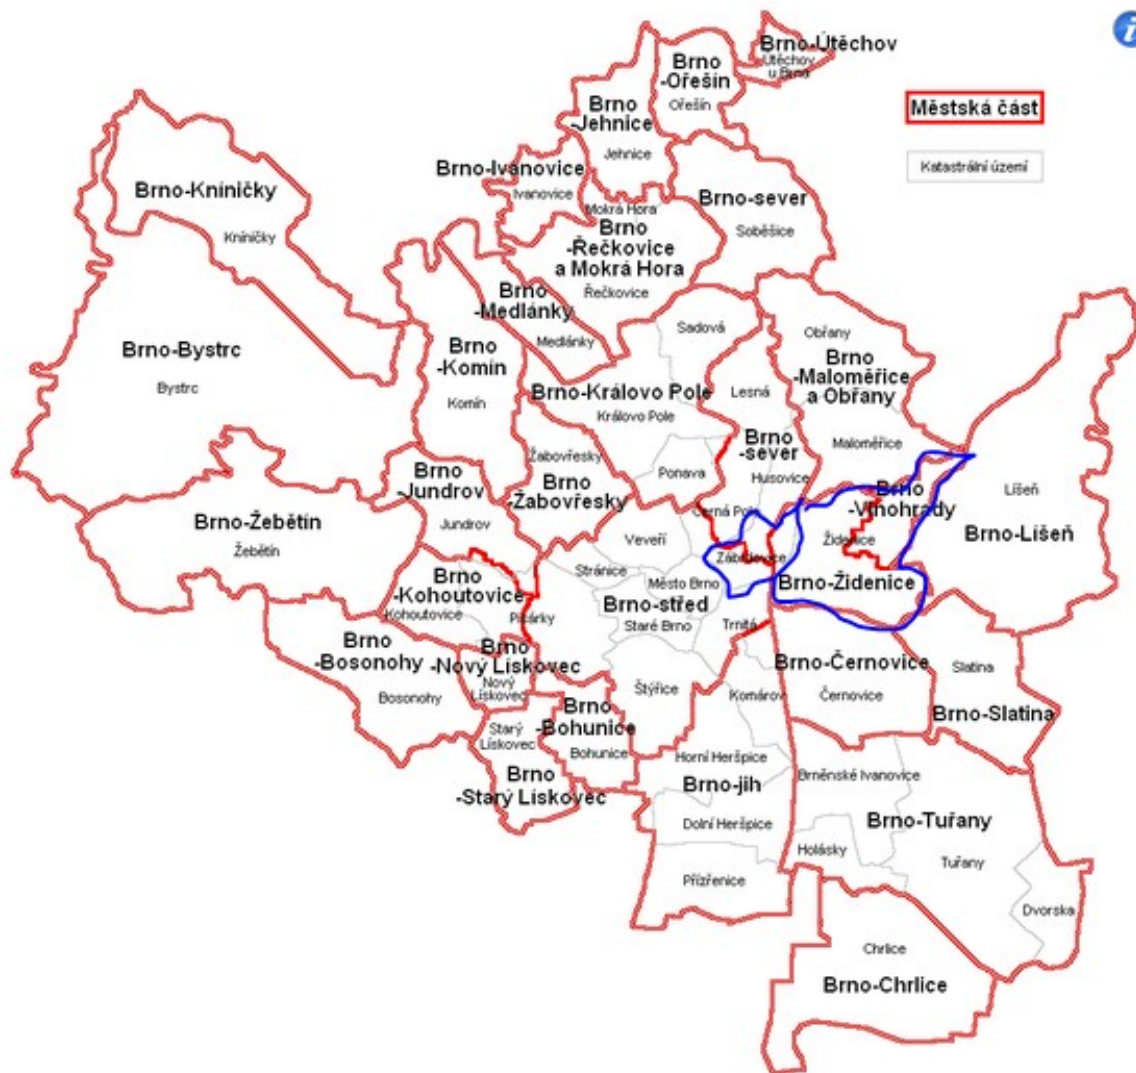 i
Brno-Útěchov
Útěchov
u Brna
Brno
-Ořešín
Ořešín
Městská část
Brno
-Jehnice
Jehnice
Katastrální území
Brno-Ivanovice
Ivanovice
Brno-Kníničky
Kníničky
Mokrá Hora
Brno
-Řečkovice
a Mokrá Hora
Řečkovice
Brno-sever
Soběšice
Brno
-Medlánky
Medlánky
Sadová
Obřany
Brno-Bystrc
Bystrc
Brno
-Komín
Komín
Brno
-Maloměřice
a Obřany
Maloměřice
Brno-Královo Pole
Královo Pole
Lesná
Brno
-sever
Husovice
Žabovřesky
Brno
-Žabovřesky
Ponava
Brno
-Jundrov
Jundrov
Černá Pole
Brno
-Vinohrady
Líšeň
Brno-Líšeň
Brno-Žebětín
Žebětín
Veveří
Židenice
Zábrdovice
Brno-Židenice
Stránice
Město Brno
Brno
-Kohoutovice
Kohoutovice
Pisárky
Brno-střed
Staré Brno
Trnitá
Brno
-Bosonohy
Bosonohy
Brno
-Nový Lískovec
Nový
Lískovec
Štýřice
Komárov
Brno-Černovice
Černovice
Slatina
Brno-Slatina
Starý
Lískovec
Brno
-Bohunice
Bohunice
Brno
-Starý Lískovec
Horní Heršpice
Brno-jih
Dolní Heršpice
Přízřenice
Brněnské Ivanovice
Brno-Tuřany
Tuřany
Holásky
Dvorska
Chrlice
Brno-Chrlice